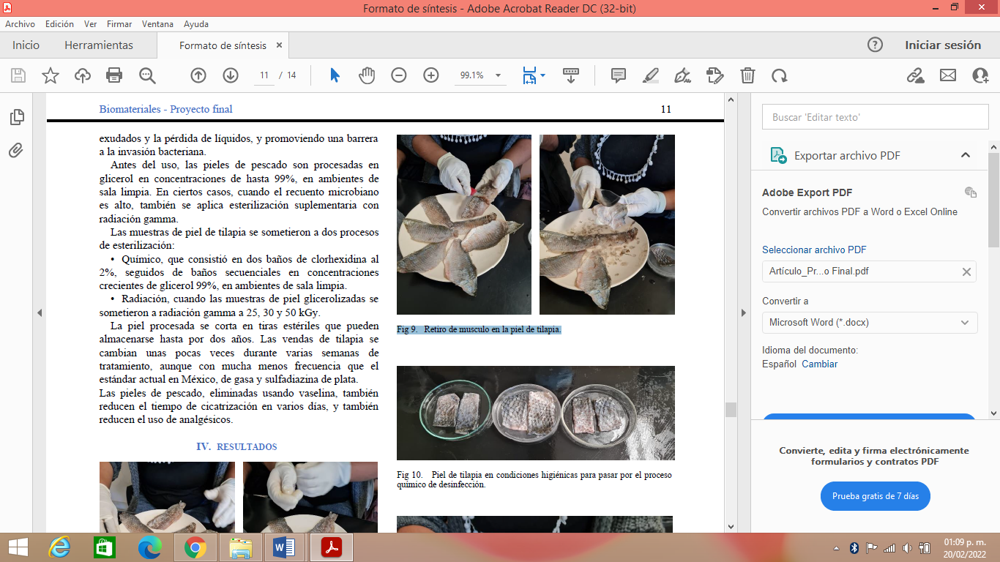 Formato de síntesis - Adobe Acrobat Reader DC (32-bit)
Archivo Edición Ver Firmar Ventana Ayuda
Inicio Herramientas Formato de síntesis × Iniciar sesión
11 / 14 99.1%
Biomateriales - Proyecto final 11
exudados y la pérdida de líquidos, y promoviendo una barrera
a la invasión bacteriana.
Antes del uso, las pieles de pescado son procesadas en
glicerol en concentraciones de hasta 99%, en ambientes de
sala limpia. En ciertos casos, cuando el recuento microbiano
es alto, también se aplica esterilización suplementaria con
radiación gamma.
Las muestras de piel de tilapia se sometieron a dos procesos
de esterilización:
• Químico, que consistió en dos baños de clorhexidina al
2%, seguidos de baños secuenciales en concentraciones
crecientes de glicerol 99%, en ambientes de sala limpia.
• Radiación, cuando las muestras de piel glicerolizadas se
sometieron a radiación gamma a 25, 30 y 50 kGy.
La piel procesada se corta en tiras estériles que pueden
almacenarse hasta por dos años. Las vendas de tilapia se
cambian unas pocas veces durante varias semanas de
tratamiento, aunque con mucha menos frecuencia que el
estándar actual en México, de gasa y sulfadiazina de plata.
Las pieles de pescado, eliminadas usando vaselina, también
reducen el tiempo de cicatrización en varios días, y también
reducen el uso de analgésicos.
IV. RESULTADOS
Fig 9. Retiro de musculo en la piel de tilapia.
Fig 10. Piel de tilapia en condiciones higiénicas para pasar por el proceso
químico de desinfección.
Buscar 'Editar texto'
Exportar archivo PDF
Adobe Export PDF
Convertir archivos PDF a Word o Excel Online
Seleccionar archivo PDF
Artículo_Pr...o Final.pdf
Convertir a
Microsoft Word (*.docx)
Idioma del documento:
Español Cambiar
Convierte, edita y firma electrónicamente
formularios y contratos PDF
Prueba gratis de 7 días
01:09 p. m.
20/02/2022